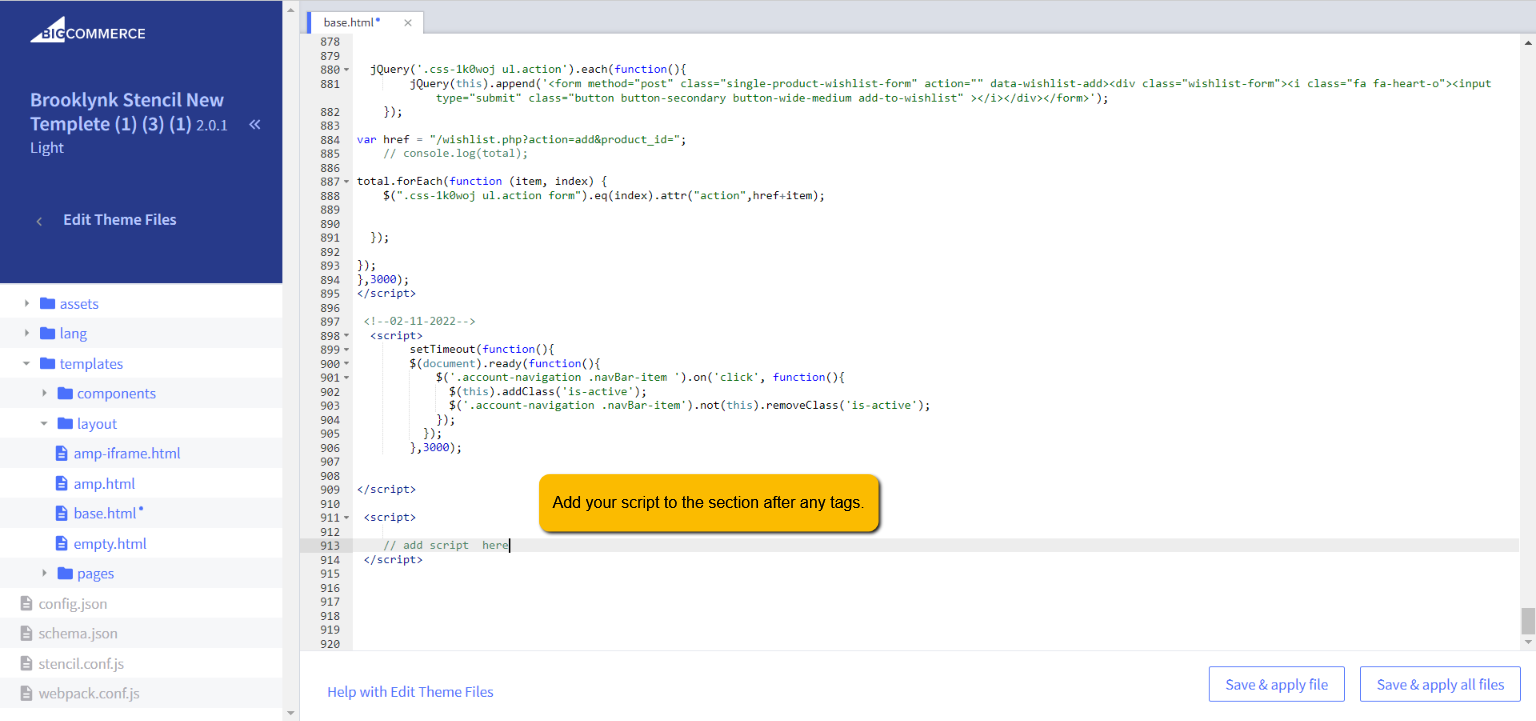 BIGCOMMERCE
Brooklynk Stencil New
Templete (1) (3) (1) 2.0.1
Light
Edit Theme Files
assets
lang
templates
components
layout
amp-iframe.html
amp.html
base.html*
empty.html
pages
config.json
schema.json
stencil.conf.js
webpack.conf.js
base.html*
878
879
880 jQuery('.css-1k0woj ul.action').each(function(){
881 jQuery(this).append('<form method="post" class="single-product-wishlist-form" action="" data-wishlist-add><div class="wishlist-form"><i class="fa fa-heart-o"><input
type="submit" class="button button-secondary button-wide-medium add-to-wishlist" ></i></div></form>');
882 });
883
884 var href = "/wishlist.php?action=add&product_id=";
885 // console.log(total);
886
887 total.forEach(function (item, index) {
888 $(".css-1k0woj ul.action form").eq(index).attr("action",href+item);
889
890
891 });
892
893 });
894 },3000);
895 </script>
896
897 <!--02-11-2022-->
898 <script>
899 setTimeout(function(){
900 $(document).ready(function(){
901 $('.account-navigation .navBar-item ').on('click', function(){
902 $(this).addClass('is-active');
903 $('.account-navigation .navBar-item').not(this).removeClass('is-active');
904 });
905 });
906 },3000);
907
908
909 </script>
910
911 <script>
912
913 // add script  here
914 </script>
915
916
917
918
919
920
Add your script to the section after any tags.
Help with Edit Theme Files
Save & apply file
Save & apply all files